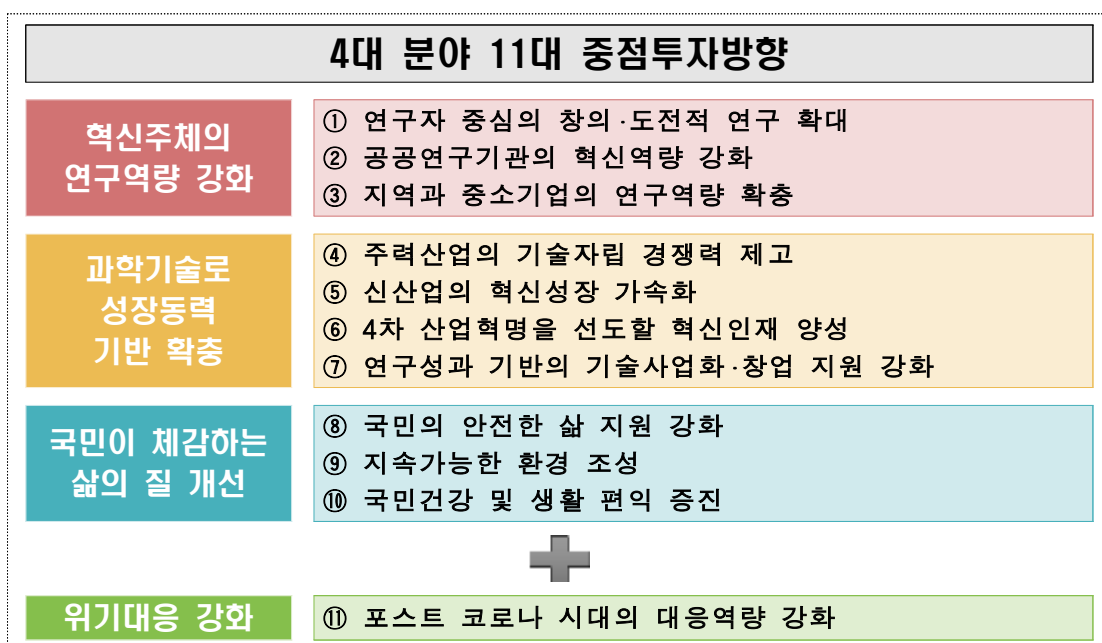 4대 분야 11대 중점투자방향
혁신주체의
연구역량 강화
① 연구자 중심의 창의·도전적 연구 확대
② 공공연구기관의 혁신역량 강화
③ 지역과 중소기업의 연구역량 확충
과학기술로
성장동력
기반 확충
④ 주력산업의 기술자립 경쟁력 제고
⑤ 신산업의 혁신성장 가속화
⑥ 4차 산업혁명을 선도할 혁신인재 양성
⑦ 연구성과 기반의 기술사업화·창업 지원 강화
국민이 체감하는
삶의 질 개선
⑧ 국민의 안전한 삶 지원 강화
⑨ 지속가능한 환경 조성
⑩ 국민건강 및 생활 편익 증진
위기대응 강화
⑪ 포스트 코로나 시대의 대응역량 강화